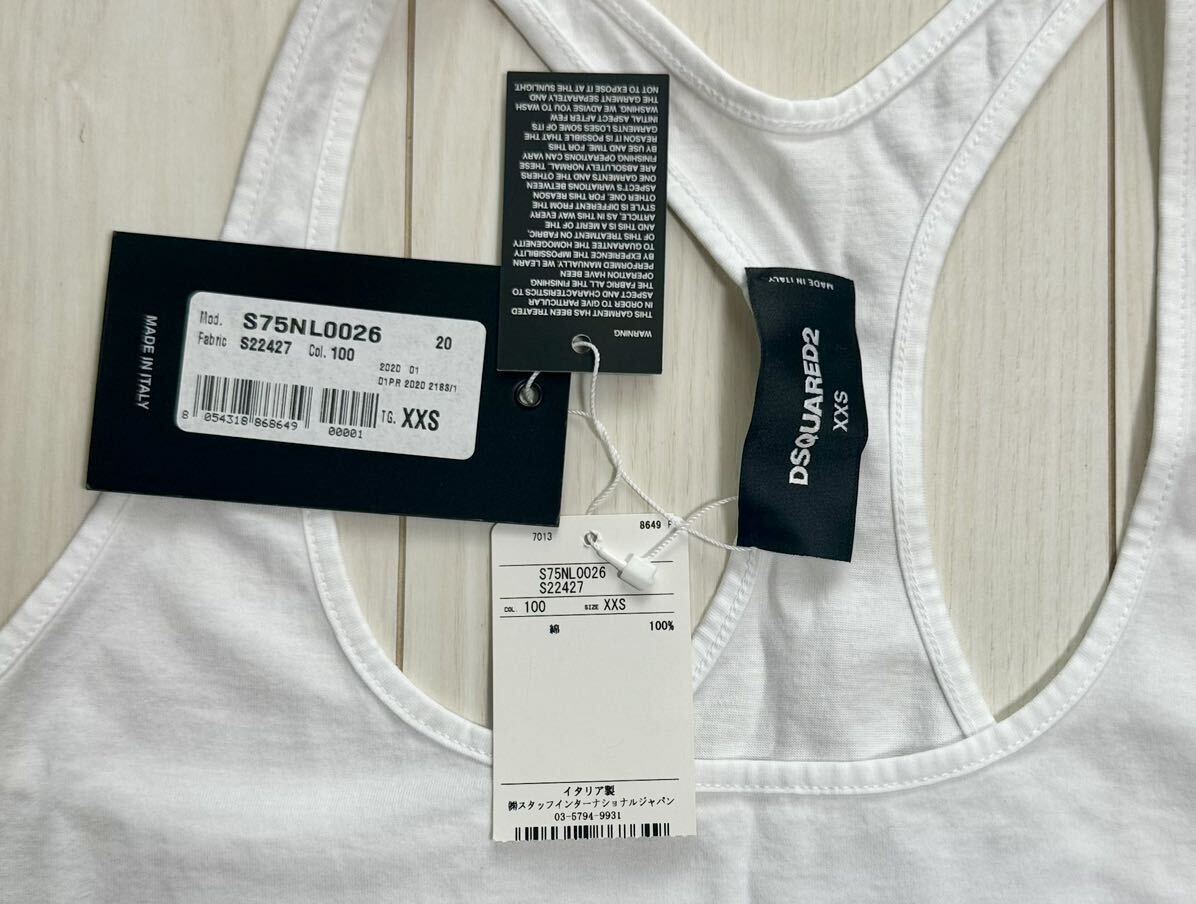 MADE IN ITALY
Mod. S75NL0026 20
Fabric S22427 Col. 100
2020 01
01PR 2020 2183/1
8 054318 868649
00001
TG. XXS
WARNING
THIS GARMENT HAS BEEN TREATED
IN ORDER TO GIVE PARTICULAR
ASPECT AND CHARACTERISTICS TO
THE FABRIC ALL THE FINISHING
OPERATION HAVE BEEN
PERFORMED MANUALLY. WE LEARN
BY EXPERIENCE THE IMPOSSIBILITY
TO GUARANTEE THE HOMOGENEITY
OF THIS TREATMENT ON FABRIC,
AND THIS IS A MERIT OF THE
ARTICLE, AS IN THIS WAY EVERY
STYLE IS DIFFERENT FROM THE
OTHER ONE. FOR THIS REASON
ASPECT'S VARIATIONS BETWEEN
ONE GARMENTS AND THE OTHERS
ARE ABSOLUTELY NORMAL. THESE
FINISHING OPERATIONS CAN VARY
BY USE AND TIME. FOR THIS
REASON IT IS POSSIBLE THAT THE
GARMENTS LOSES SOME OF ITS
INITIAL ASPECT AFTER FEW
WASHING. WE ADVISE YOU TO WASH
THE GARMENT SEPARATELY AND
NOT TO EXPOSE IT AT THE SUNLIGHT.
MADE IN ITALY
DSQUARED2
XXS
7013 8649
S75NL0026
S22427
COL. 100 SIZE XXS
綿 100%
イタリア製
㈱スタッフインターナショナルジャパン
03-5794-9931